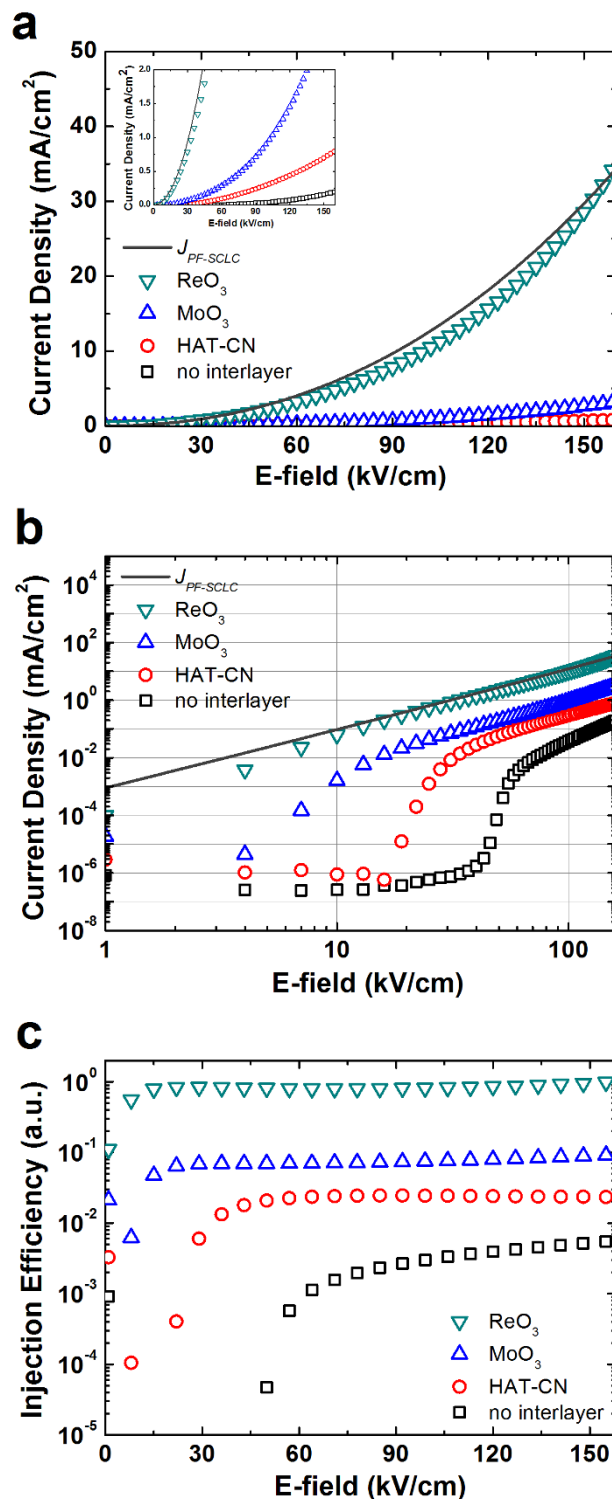 a
50
40
30
20
10
0
Current Density (mA/cm²)
2.0
1.5
1.0
0.5
0.0
Current Density (mA/cm²)
0 30 60 90 120 150
E-field (kV/cm)
J_PF-SCLC
ReO₃
MoO₃
HAT-CN
no interlayer
0 30 60 90 120 150
E-field (kV/cm)
b
10⁴
10²
10⁰
10⁻²
10⁻⁴
10⁻⁶
10⁻⁸
Current Density (mA/cm²)
J_PF-SCLC
ReO₃
MoO₃
HAT-CN
no interlayer
1 10 100
E-field (kV/cm)
c
10⁰
10⁻¹
10⁻²
10⁻³
10⁻⁴
10⁻⁵
Injection Efficiency (a.u.)
ReO₃
MoO₃
HAT-CN
no interlayer
0 30 60 90 120 150
E-field (kV/cm)